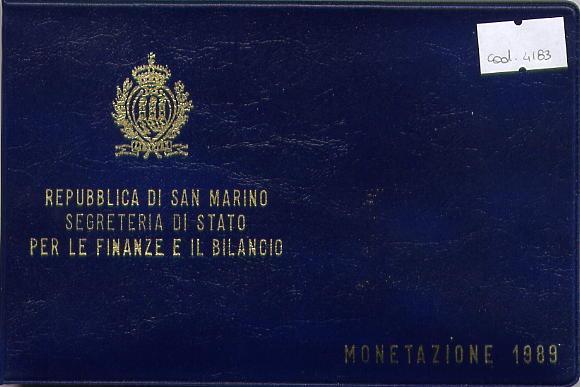 cod. 4183
REPUBBLICA DI SAN MARINO
SEGRETERIA DI STATO
PER LE FINANZE E IL BILANCIO
MONETAZIONE 1989